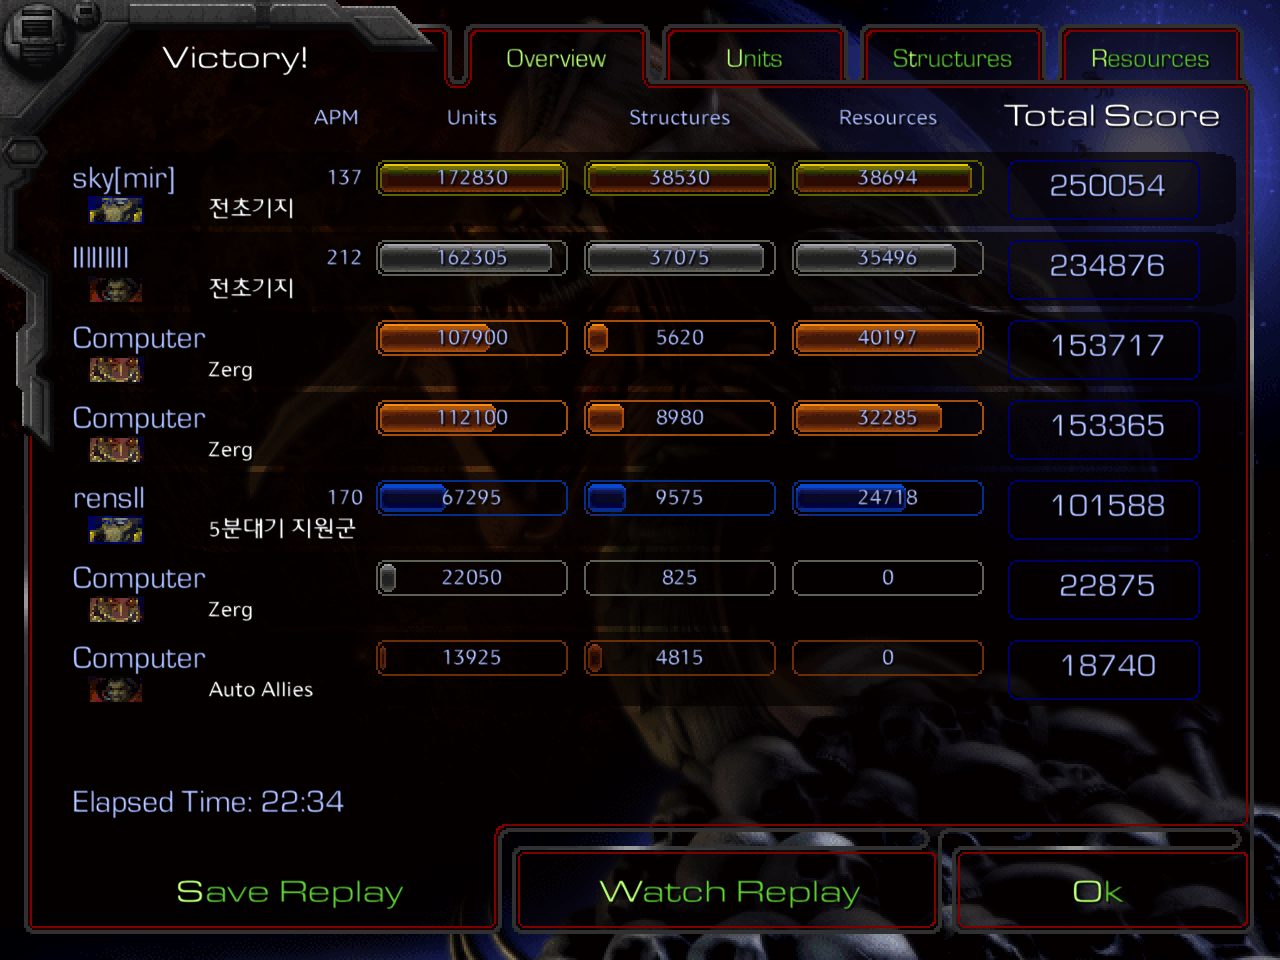 Victory!
Overview
Units
Structures
Resources
APM Units Structures Resources Total Score
sky[mir] 137 172830 38530 38694 250054
전초기지
lllllllll 212 162305 37075 35496 234876
전초기지
Computer 107900 5620 40197 153717
Zerg
Computer 112100 8980 32285 153365
Zerg
rensll 170 67295 9575 24718 101588
5분대기 지원군
Computer 22050 825 0 22875
Zerg
Computer 13925 4815 0 18740
Auto Allies
Elapsed Time: 22:34
Save Replay
Watch Replay
Ok